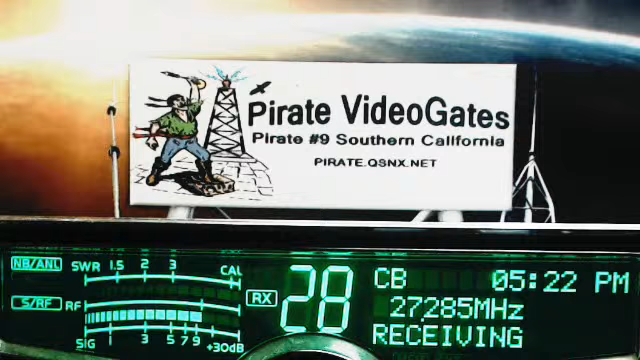 Pirate VideoGates
Pirate #9 Southern California
PIRATE.QSNX.NET
NB/ANL SWR 1.5 2 3 CAL
S/RF RF
SIG 1 3 5 7 9 +30dB
RX 28
CB 05:22 PM
27285MHz
RECEIVING